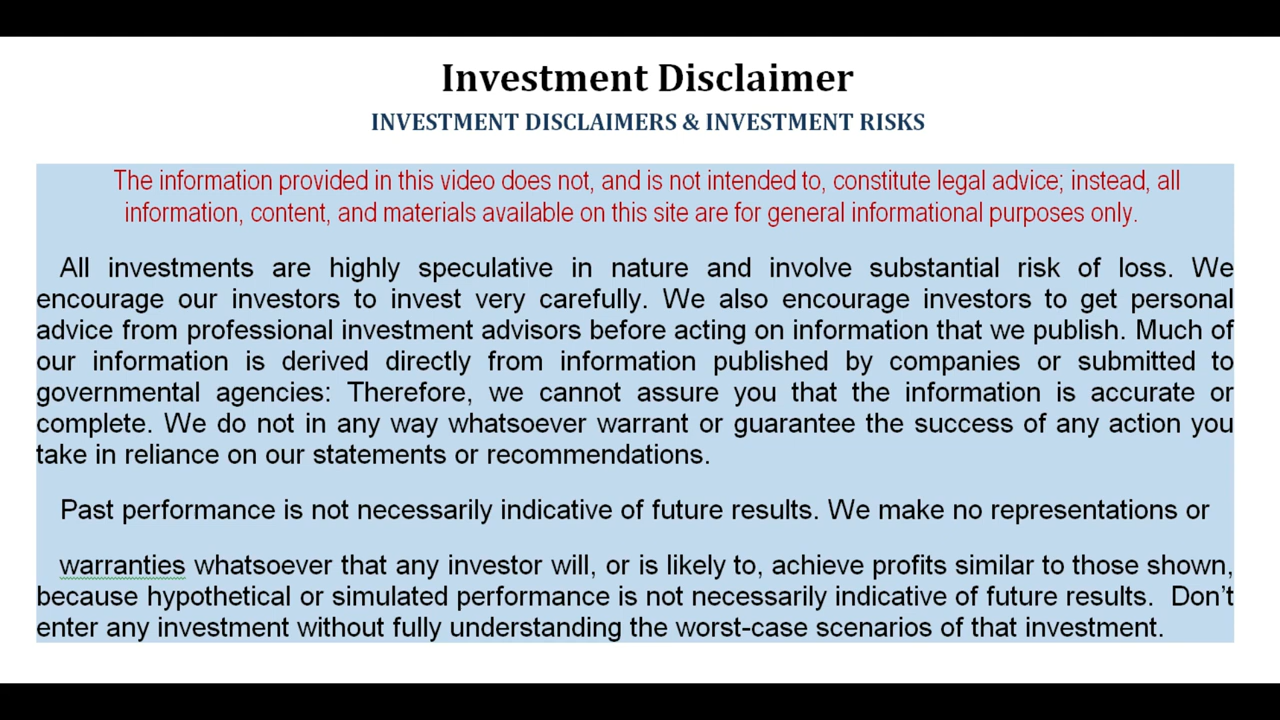 Investment Disclaimer
INVESTMENT DISCLAIMERS & INVESTMENT RISKS
The information provided in this video does not, and is not intended to, constitute legal advice; instead, all
information, content, and materials available on this site are for general informational purposes only.
All investments are highly speculative in nature and involve substantial risk of loss. We
encourage our investors to invest very carefully. We also encourage investors to get personal
advice from professional investment advisors before acting on information that we publish. Much of
our information is derived directly from information published by companies or submitted to
governmental agencies: Therefore, we cannot assure you that the information is accurate or
complete. We do not in any way whatsoever warrant or guarantee the success of any action you
take in reliance on our statements or recommendations.
Past performance is not necessarily indicative of future results. We make no representations or
warranties whatsoever that any investor will, or is likely to, achieve profits similar to those shown,
because hypothetical or simulated performance is not necessarily indicative of future results.  Don’t
enter any investment without fully understanding the worst-case scenarios of that investment.